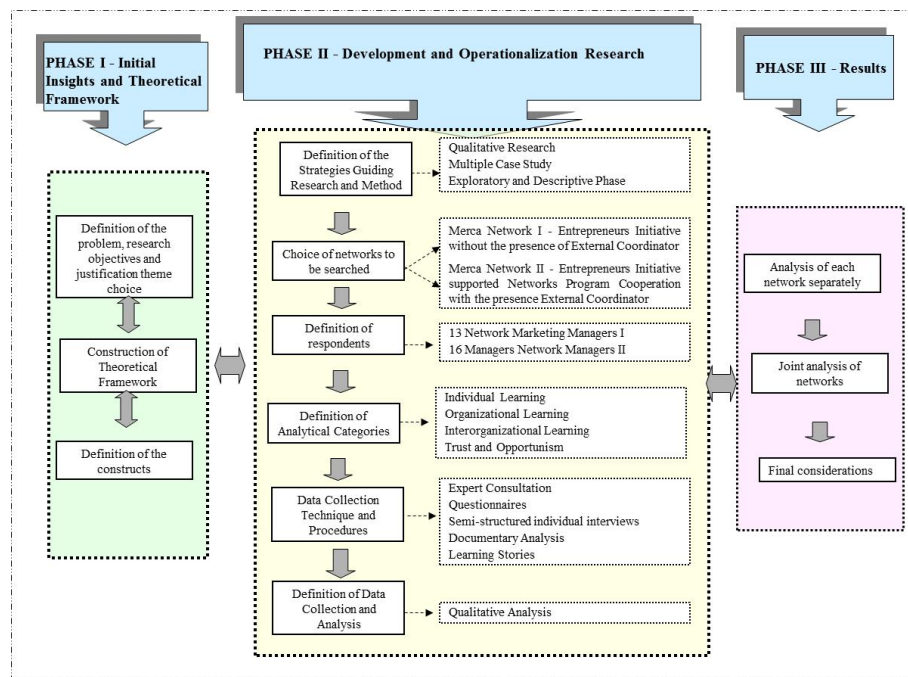 PHASE I - Initial
Insights and Theoretical
Framework
PHASE II - Development and Operationalization Research
PHASE III - Results
Definition of the
problem, research
objectives and
justification theme
choice
Construction of
Theoretical
Framework
Definition of the
constructs
Definition of the
Strategies Guiding
Research and Method
Qualitative Research
Multiple Case Study
Exploratory and Descriptive Phase
Choice of networks to
be searched
Merca Network I - Entrepreneurs Initiative
without the presence of External Coordinator
Merca Network II - Entrepreneurs Initiative
supported Networks Program Cooperation
with the presence External Coordinator
Definition of
respondents
13 Network Marketing Managers I
16 Managers Network Managers II
Definition of
Analytical Categories
Individual Learning
Organizational Learning
Interorganizational Learning
Trust and Opportunism
Data Collection
Technique and
Procedures
Expert Consultation
Questionnaires
Semi-structured individual interviews
Documentary Analysis
Learning Stories
Definition of Data
Collection and
Analysis
Qualitative Analysis
Analysis of each
network separately
Joint analysis of
networks
Final considerations